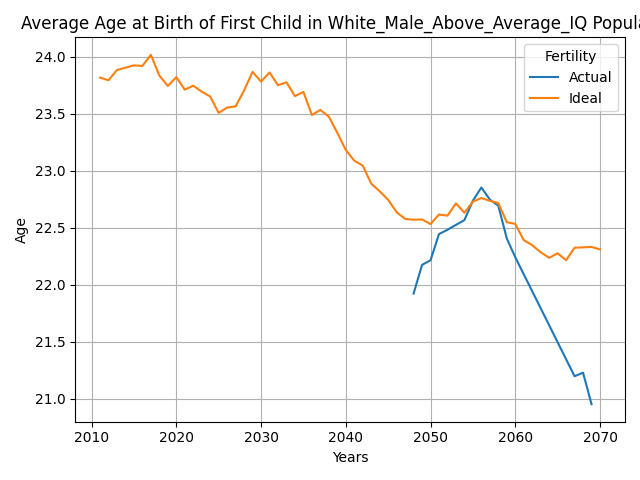 Average Age at Birth of First Child in White_Male_Above_Average_IQ Popula
Fertility
Actual
Ideal
Age
24.0
23.5
23.0
22.5
22.0
21.5
21.0
2010 2020 2030 2040 2050 2060 2070
Years